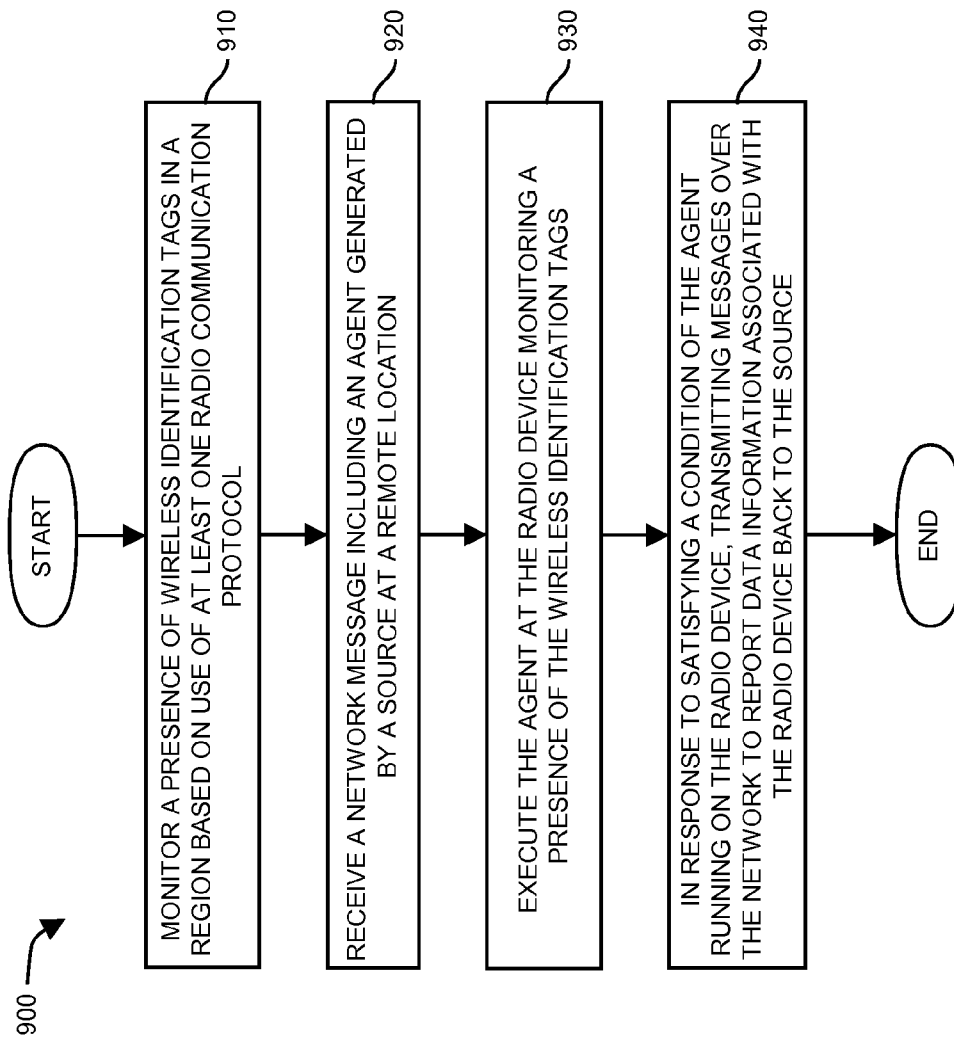 900
START
MONITOR A PRESENCE OF WIRELESS IDENTIFICATION TAGS IN A
REGION BASED ON USE OF AT LEAST ONE RADIO COMMUNICATION
PROTOCOL
910
RECEIVE A NETWORK MESSAGE INCLUDING AN AGENT GENERATED
BY A SOURCE AT A REMOTE LOCATION
920
EXECUTE THE AGENT AT THE RADIO DEVICE MONITORING A
PRESENCE OF THE WIRELESS IDENTIFICATION TAGS
930
IN RESPONSE TO SATISFYING A CONDITION OF THE AGENT
RUNNING ON THE RADIO DEVICE, TRANSMITTING MESSAGES OVER
THE NETWORK TO REPORT DATA INFORMATION ASSOCIATED WITH
THE RADIO DEVICE BACK TO THE SOURCE
940
END